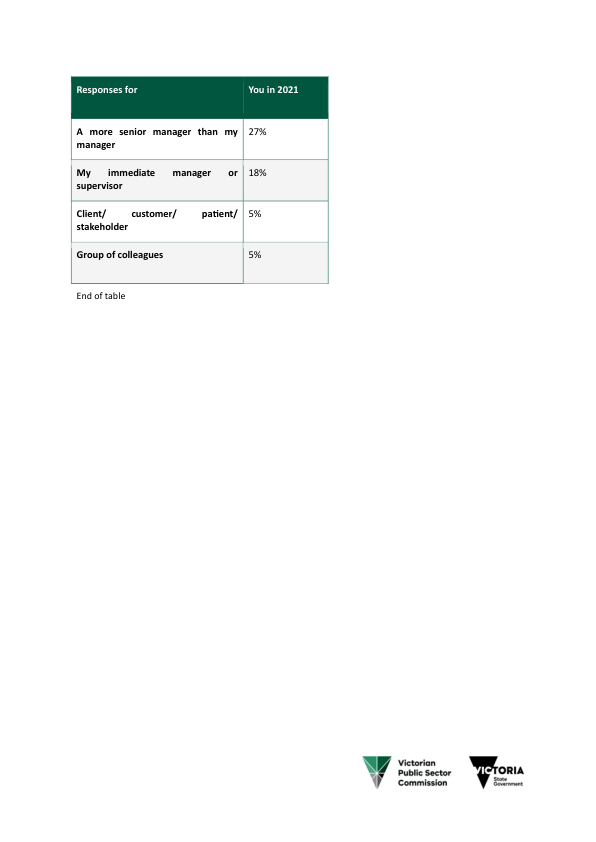 Responses for
You in 2021
A more senior manager than my
manager
27%
My immediate manager or
supervisor
18%
Client/ customer/ patient/
stakeholder
5%
Group of colleagues
5%
End of table
Victorian
Public Sector
Commission
VICTORIA
State
Government